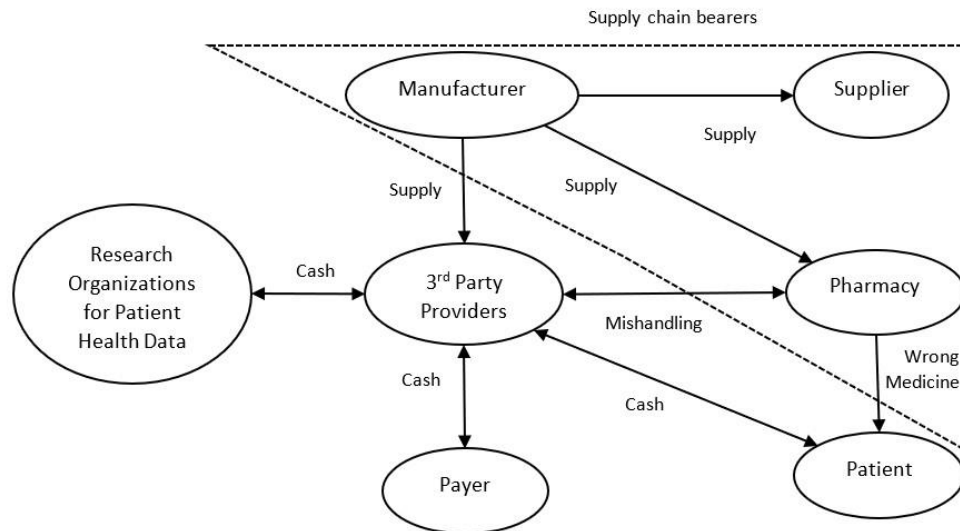 Supply chain bearers
Manufacturer
Supplier
Supply
Supply
Supply
Research
Organizations
for Patient
Health Data
Cash
3rd Party
Providers
Mishandling
Pharmacy
Wrong
Medicine
Cash
Cash
Payer
Patient